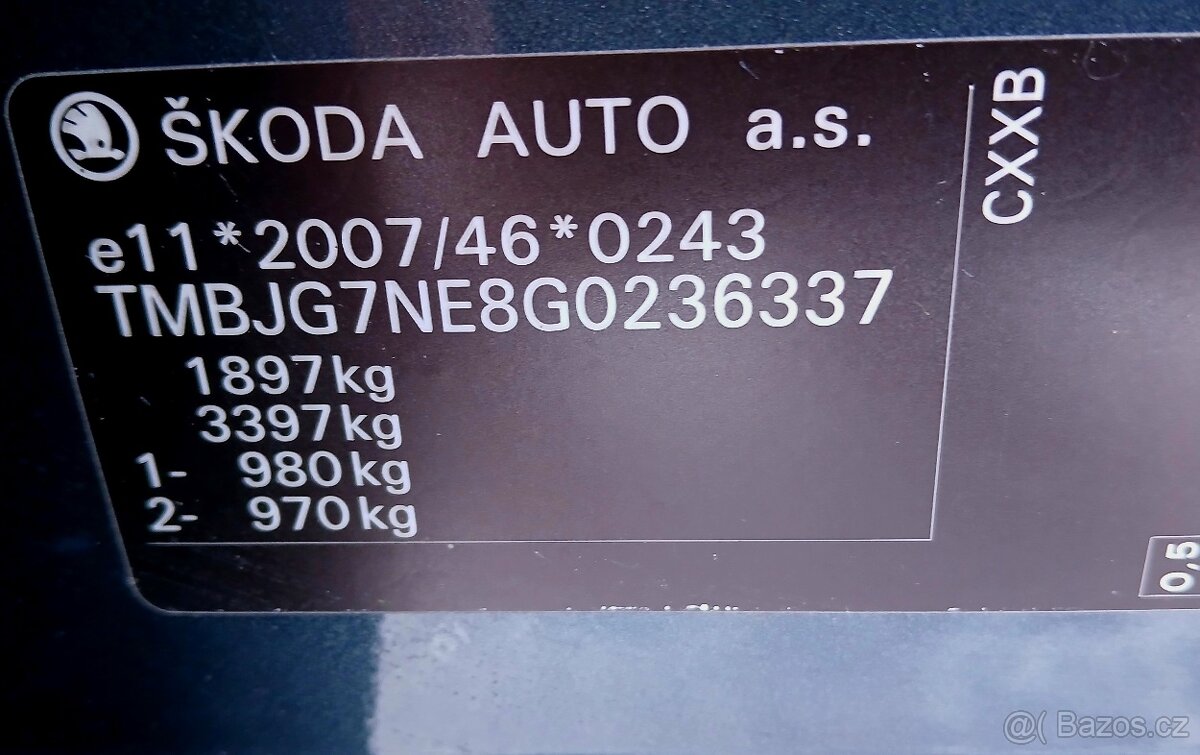 ŠKODA AUTO a.s.
e11*2007/46*0243
TMBJG7NE8G0236337
1897kg
3397kg
1- 980kg
2- 970kg
CXXB
0,5
@( Bazos.cz